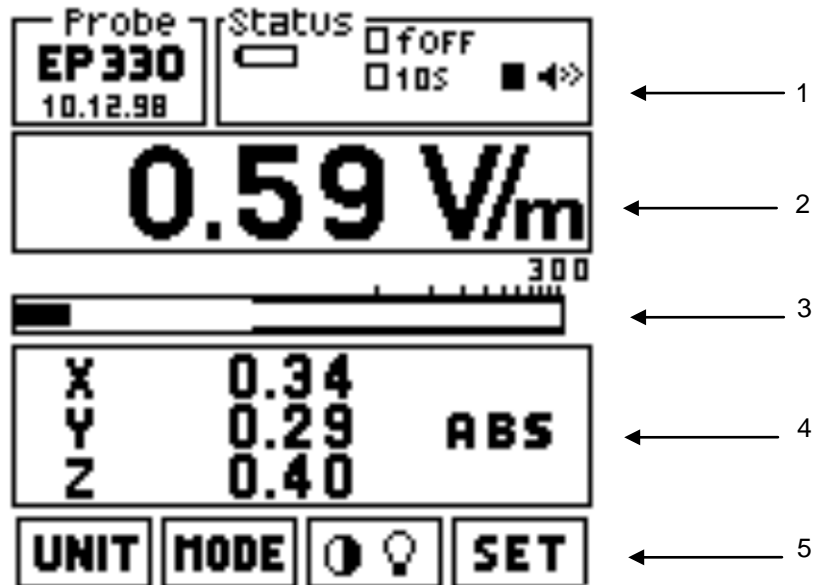 Probe Status
EP330 fOFF
10.12.98 10S
1
0.59 V/m
2
300
3
X 0.34
Y 0.29 ABS
Z 0.40
4
UNIT MODE SET
5